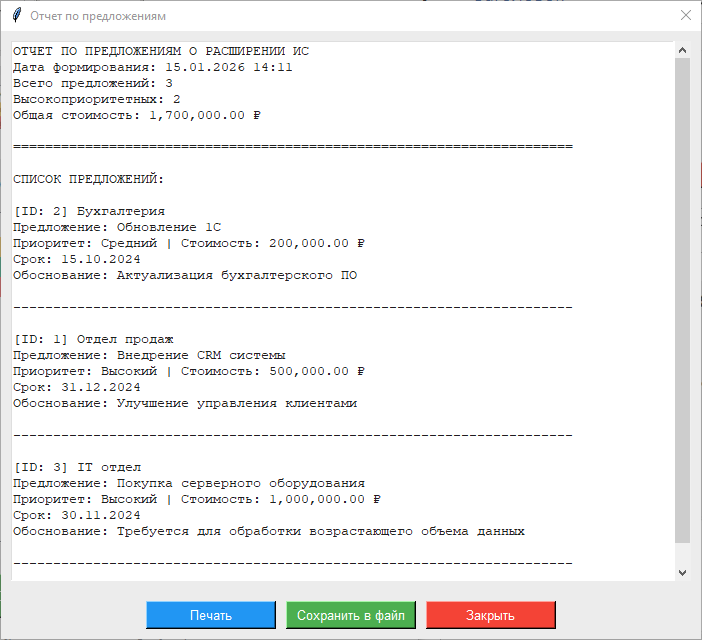 Отчет по предложениям
ОТЧЕТ ПО ПРЕДЛОЖЕНИЯМ О РАСШИРЕНИИ ИС
Дата формирования: 15.01.2026 14:11
Всего предложений: 3
Высокоприоритетных: 2
Общая стоимость: 1,700,000.00 ₽
======================================================================
СПИСОК ПРЕДЛОЖЕНИЙ:
[ID: 2] Бухгалтерия
Предложение: Обновление 1С
Приоритет: Средний | Стоимость: 200,000.00 ₽
Срок: 15.10.2024
Обоснование: Актуализация бухгалтерского ПО
----------------------------------------------------------------------
[ID: 1] Отдел продаж
Предложение: Внедрение CRM системы
Приоритет: Высокий | Стоимость: 500,000.00 ₽
Срок: 31.12.2024
Обоснование: Улучшение управления клиентами
----------------------------------------------------------------------
[ID: 3] IT отдел
Предложение: Покупка серверного оборудования
Приоритет: Высокий | Стоимость: 1,000,000.00 ₽
Срок: 30.11.2024
Обоснование: Требуется для обработки возрастающего объема данных
----------------------------------------------------------------------
Печать
Сохранить в файл
Закрыть